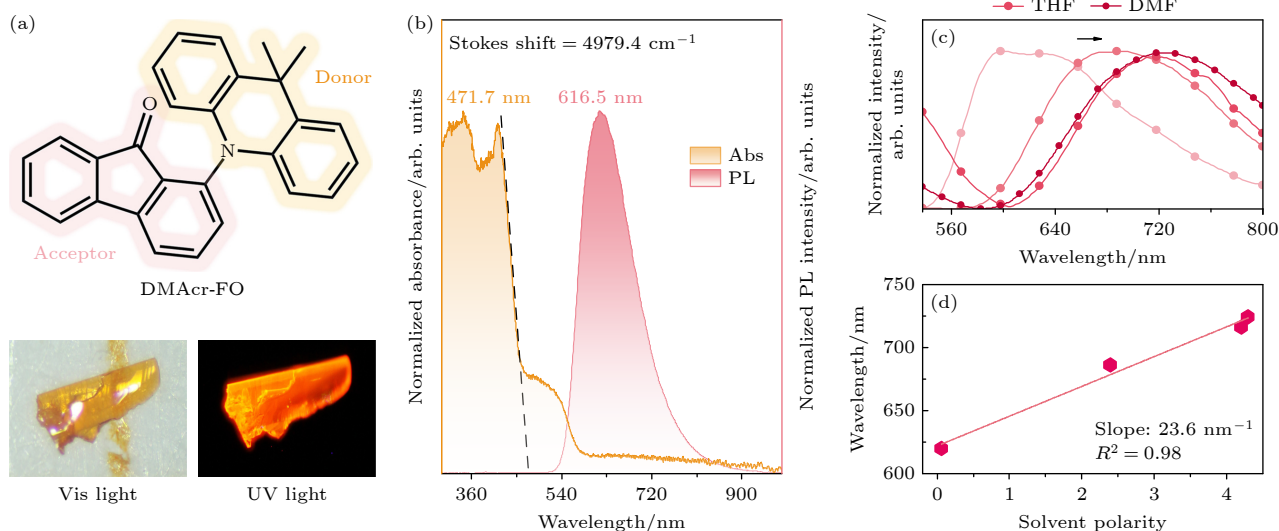 (a)
Donor
O
N
Acceptor
DMAcr-FO
Vis light
UV light
(b)
Stokes shift = 4979.4 cm⁻¹
471.7 nm
616.5 nm
Abs
PL
Normalized absorbance/arb. units
Normalized PL intensity/arb. units
360 540 720 900
Wavelength/nm
THF DMF
(c)
Normalized intensity/
arb. units
560 640 720 800
Wavelength/nm
(d)
750
700
650
600
Wavelength/nm
Slope: 23.6 nm⁻¹
R² = 0.98
0 1 2 3 4
Solvent polarity